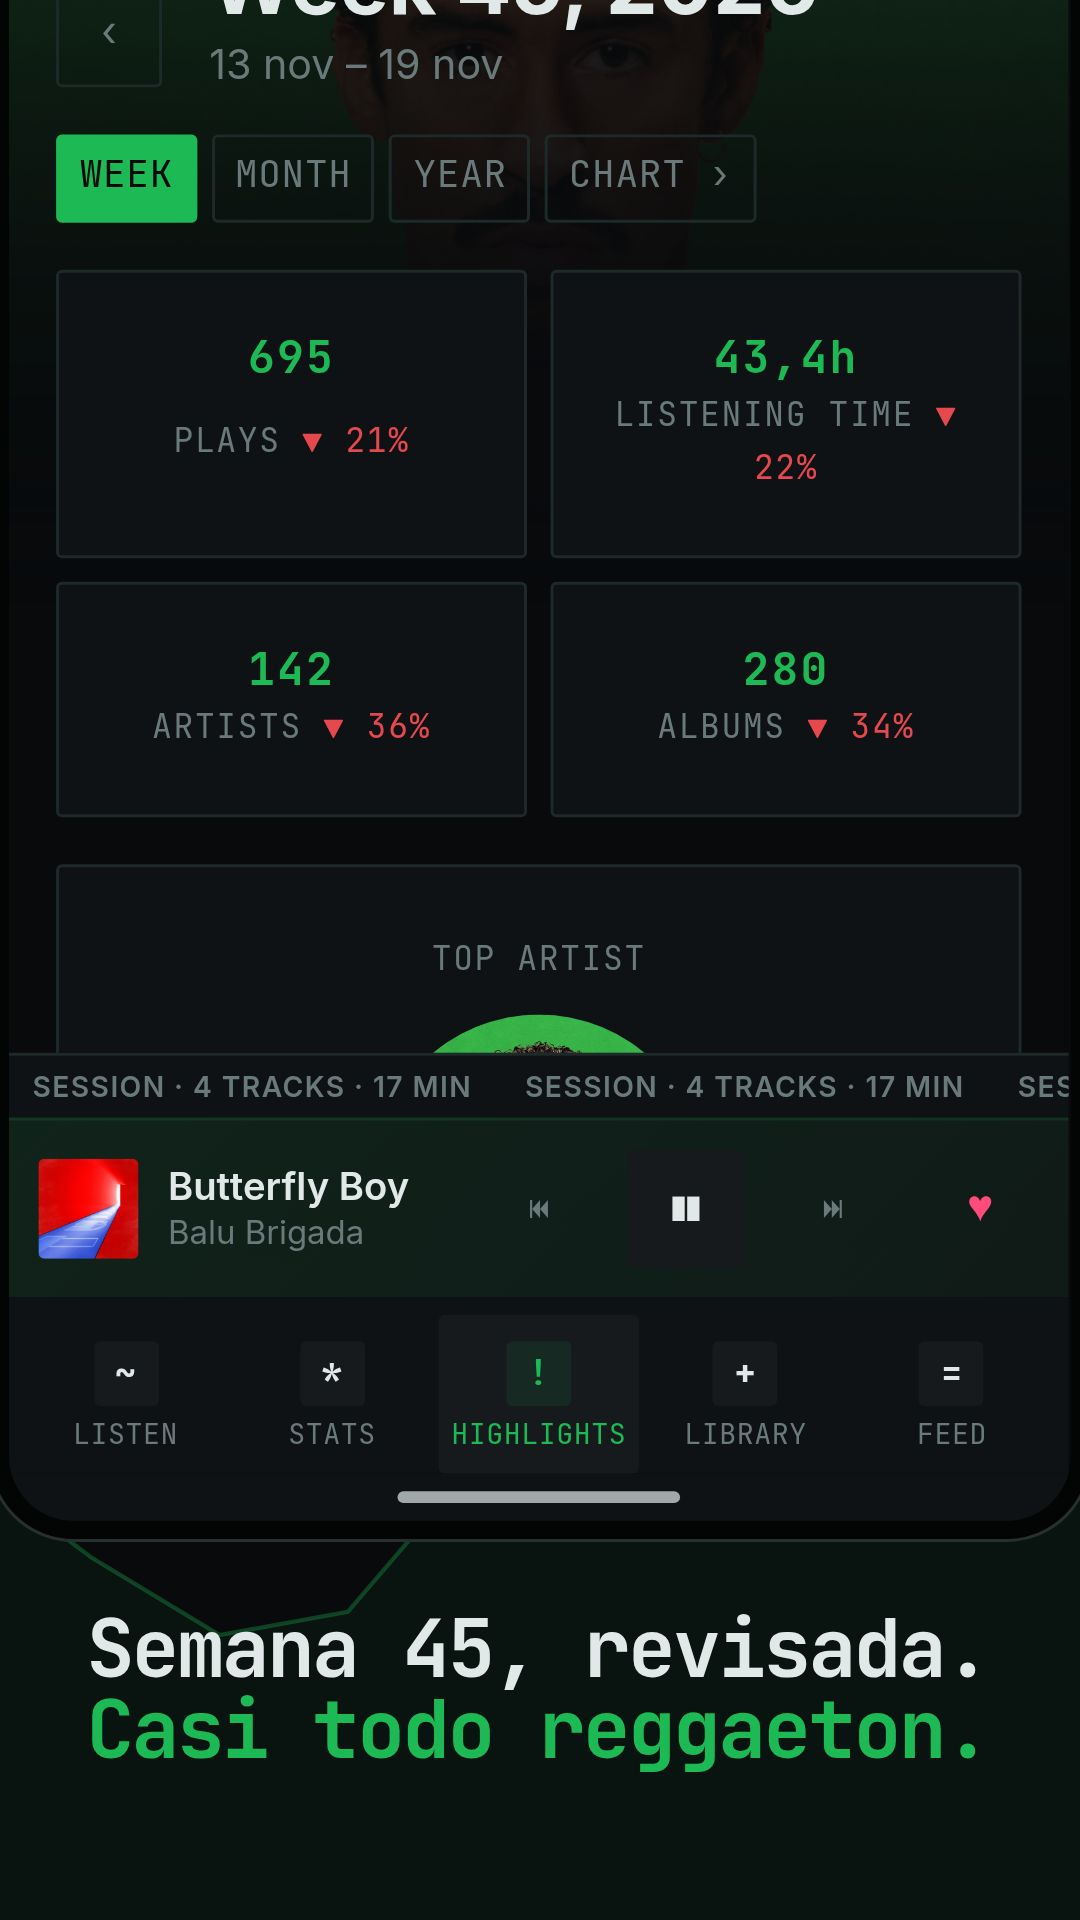 13 nov – 19 nov
WEEK MONTH YEAR CHART ›
695
PLAYS ▼ 21%
43,4h
LISTENING TIME ▼
22%
142
ARTISTS ▼ 36%
280
ALBUMS ▼ 34%
TOP ARTIST
SESSION · 4 TRACKS · 17 MIN SESSION · 4 TRACKS · 17 MIN SES
Butterfly Boy
Balu Brigada
~ * ! + =
LISTEN STATS HIGHLIGHTS LIBRARY FEED
Semana 45, revisada.
Casi todo reggaeton.